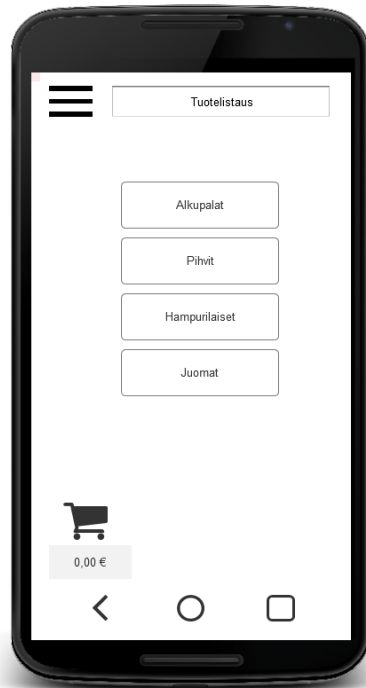 Tuotelistaus
Alkupalat
Pihvit
Hampurilaiset
Juomat
0,00 €